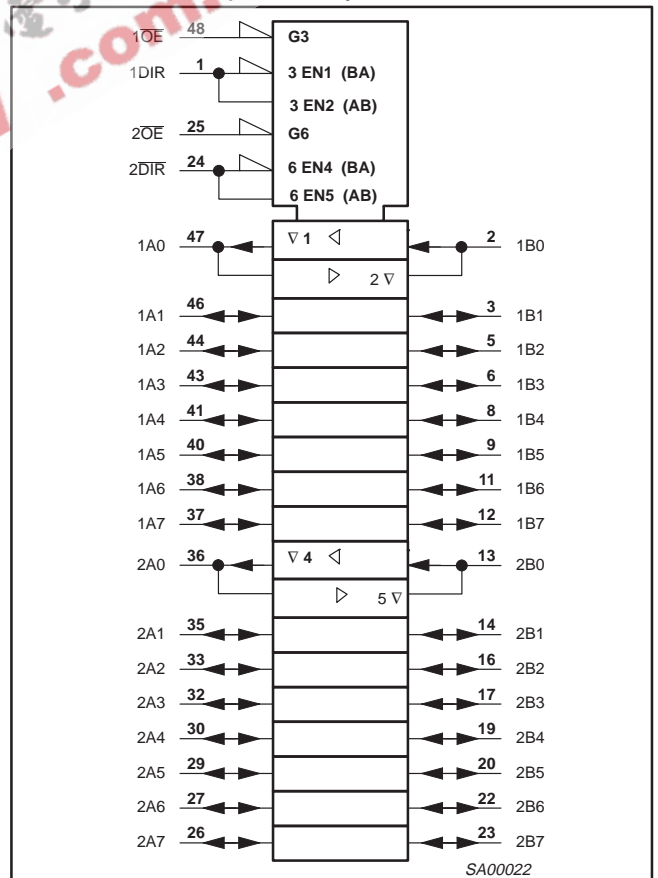 1O̅E̅ 48 G3
1DIR 1 3 EN1 (BA)
3 EN2 (AB)
2O̅E̅ 25 G6
2D̅I̅R̅ 24 6 EN4 (BA)
6 EN5 (AB)
1A0 47 ∇ 1 ◁ 2 1B0
▷ 2 ∇
1A1 46 3 1B1
1A2 44 5 1B2
1A3 43 6 1B3
1A4 41 8 1B4
1A5 40 9 1B5
1A6 38 11 1B6
1A7 37 12 1B7
2A0 36 ∇ 4 ◁ 13 2B0
▷ 5 ∇
2A1 35 14 2B1
2A2 33 16 2B2
2A3 32 17 2B3
2A4 30 19 2B4
2A5 29 20 2B5
2A6 27 22 2B6
2A7 26 23 2B7
SA00022
.com